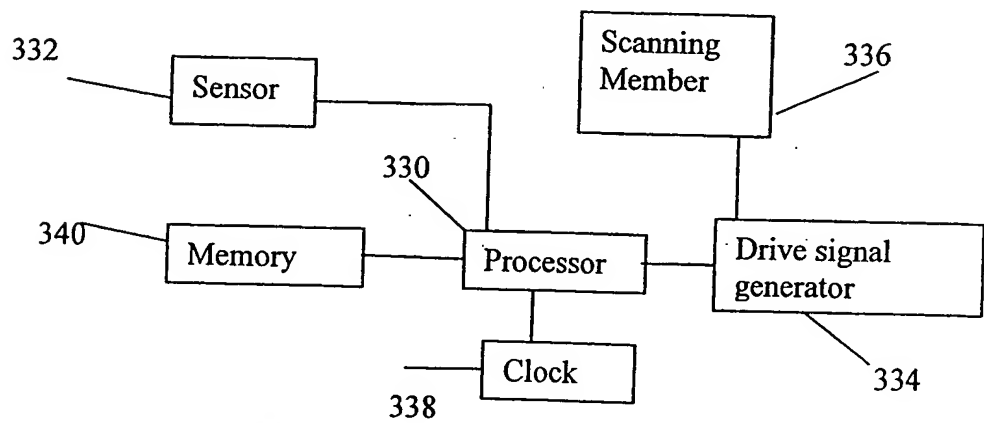 Scanning
Member
332
336
Sensor
330
340
Memory
Processor
Drive signal
generator
Clock
334
338